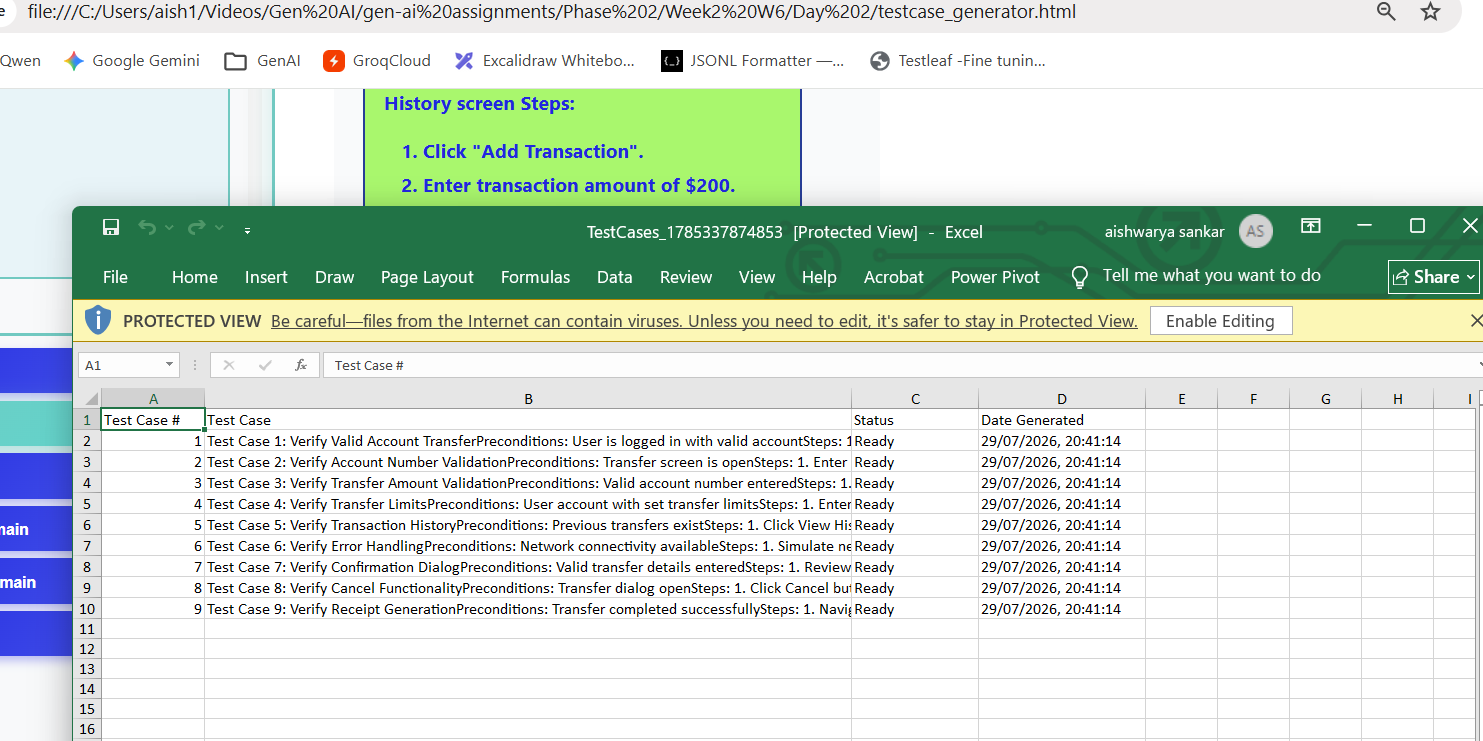 file:///C:/Users/aish1/Videos/Gen%20AI/gen-ai%20assignments/Phase%202/Week2%20W6/Day%202/testcase_generator.html
Qwen Google Gemini GenAI GroqCloud Excalidraw Whitebo... JSONL Formatter —... Testleaf -Fine tunin...
History screen Steps:
1. Click "Add Transaction".
2. Enter transaction amount of $200.
TestCases_1785337874853 [Protected View] - Excel aishwarya sankar AS
File Home Insert Draw Page Layout Formulas Data Review View Help Acrobat Power Pivot Tell me what you want to do Share
PROTECTED VIEW Be careful—files from the Internet can contain viruses. Unless you need to edit, it's safer to stay in Protected View. Enable Editing
A1 fx Test Case #
A B C D E F G H I
1 Test Case # Test Case Status Date Generated
2 1 Test Case 1: Verify Valid Account TransferPreconditions: User is logged in with valid accountSteps: 1 Ready 29/07/2026, 20:41:14
3 2 Test Case 2: Verify Account Number ValidationPreconditions: Transfer screen is openSteps: 1. Enter Ready 29/07/2026, 20:41:14
4 3 Test Case 3: Verify Transfer Amount ValidationPreconditions: Valid account number enteredSteps: 1. Ready 29/07/2026, 20:41:14
5 4 Test Case 4: Verify Transfer LimitsPreconditions: User account with set transfer limitsSteps: 1. Enter Ready 29/07/2026, 20:41:14
6 5 Test Case 5: Verify Transaction HistoryPreconditions: Previous transfers existSteps: 1. Click View His Ready 29/07/2026, 20:41:14
main
7 6 Test Case 6: Verify Error HandlingPreconditions: Network connectivity availableSteps: 1. Simulate ne Ready 29/07/2026, 20:41:14
8 7 Test Case 7: Verify Confirmation DialogPreconditions: Valid transfer details enteredSteps: 1. Review Ready 29/07/2026, 20:41:14
main
9 8 Test Case 8: Verify Cancel FunctionalityPreconditions: Transfer dialog openSteps: 1. Click Cancel but Ready 29/07/2026, 20:41:14
10 9 Test Case 9: Verify Receipt GenerationPreconditions: Transfer completed successfullySteps: 1. Navig Ready 29/07/2026, 20:41:14
11
12
13
14
15
16